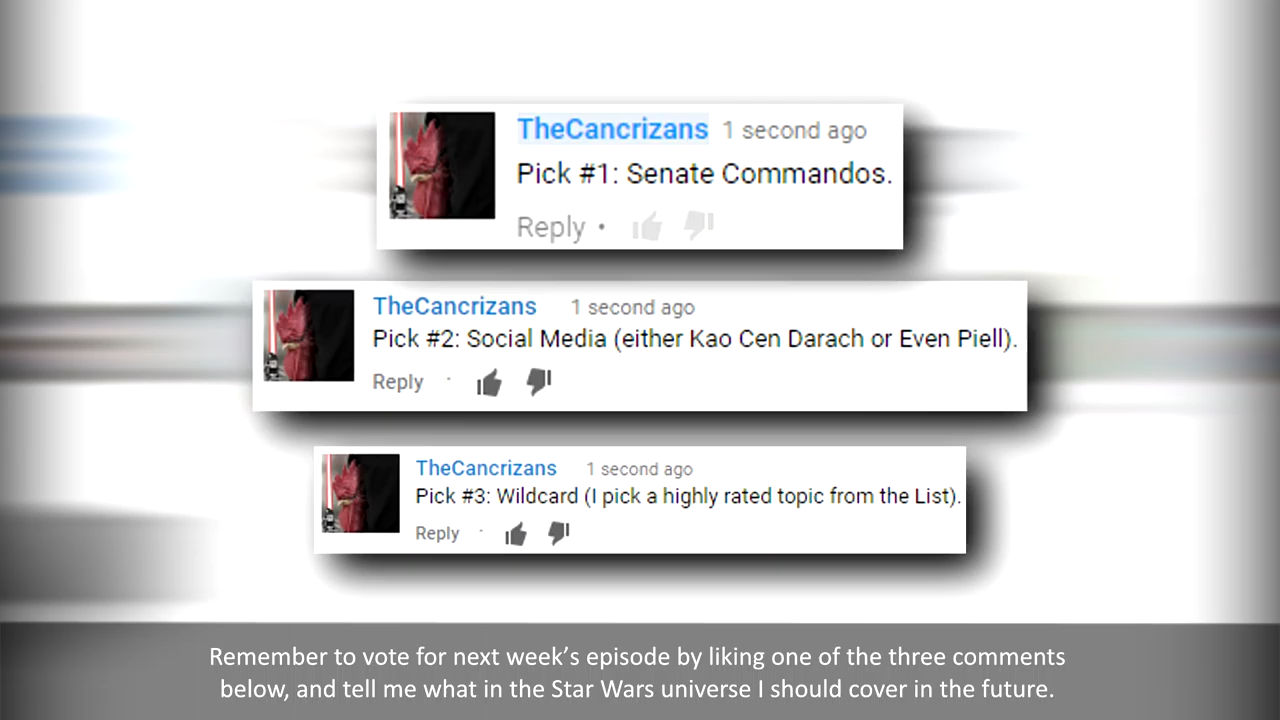 TheCancrizans 1 second ago
Pick #1: Senate Commandos.
Reply •
TheCancrizans 1 second ago
Pick #2: Social Media (either Kao Cen Darach or Even Piell).
Reply ·
TheCancrizans 1 second ago
Pick #3: Wildcard (I pick a highly rated topic from the List).
Reply ·
Remember to vote for next week’s episode by liking one of the three comments
below, and tell me what in the Star Wars universe I should cover in the future.